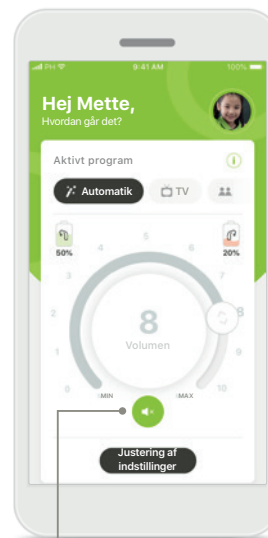 PH 9:41 AM 100%
Hej Mette,
Hvordan går det?
Aktivt program
i
Automatik TV
50% 20%
5
4 6
3 7
2 8
8
Volumen
1 9
0 10
MIN MAX
Justering af
indstillinger